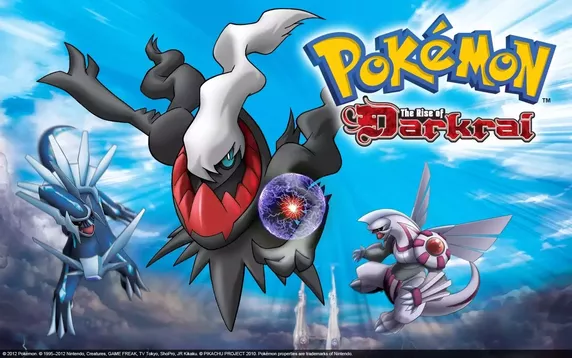 POKÉMON™
The Rise of
Darkrai
© 2012 Pokémon. © 1995–2012 Nintendo, Creatures, GAME FREAK, TV Tokyo, ShoPro, JR Kikaku. © PIKACHU PROJECT 2010. Pokémon properties are trademarks of Nintendo.